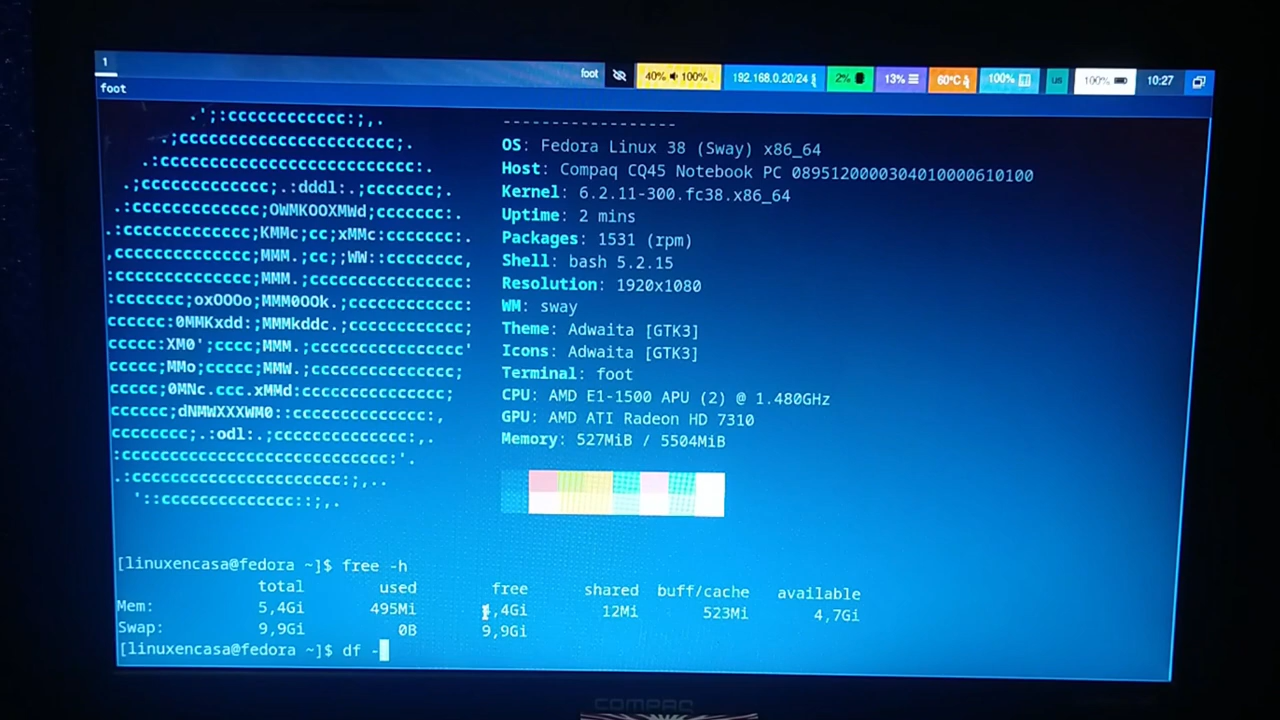 1
foot 40% 100% 192.168.0.20/24 2% 13% 60°C 100% us 100% 10:27
foot
------------------
OS: Fedora Linux 38 (Sway) x86_64
Host: Compaq CQ45 Notebook PC 0895120000304010000610100
Kernel: 6.2.11-300.fc38.x86_64
Uptime: 2 mins
Packages: 1531 (rpm)
Shell: bash 5.2.15
Resolution: 1920x1080
WM: sway
Theme: Adwaita [GTK3]
Icons: Adwaita [GTK3]
Terminal: foot
CPU: AMD E1-1500 APU (2) @ 1.480GHz
GPU: AMD ATI Radeon HD 7310
Memory: 527MiB / 5504MiB
[linuxencasa@fedora ~]$ free -h
total used free shared buff/cache available
Mem: 5,4Gi 495Mi 4,4Gi 12Mi 523Mi 4,7Gi
Swap: 9,9Gi 0B 9,9Gi
[linuxencasa@fedora ~]$ df -
COMPAQ